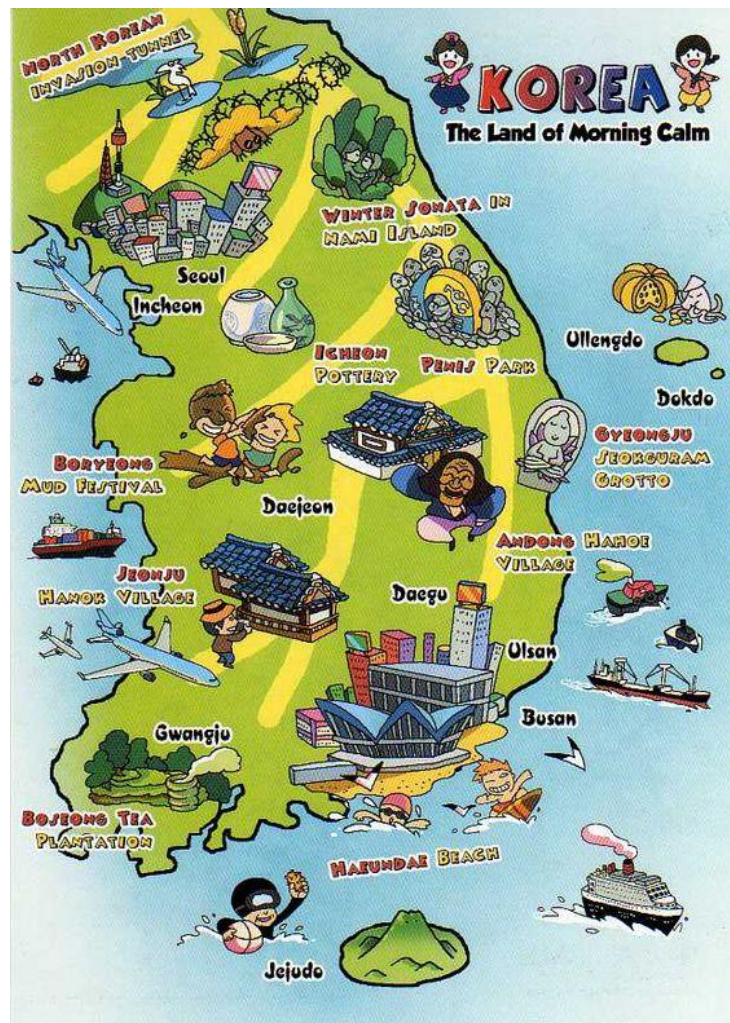 NORTH KOREAN
INVASION TUNNEL
KOREA
The Land of Morning Calm
WINTER SONATA IN
NAMI ISLAND
Seoul
Incheon
Ullengdo
Dokdo
ICHEON
POTTERY
PENIS PARK
GYEONGJU
SEOKGURAM
GROTTO
BORYEONG
MUD FESTIVAL
Daejeon
ANDONG HAHOE
VILLAGE
JEONJU
HANOK VILLAGE
Daegu
Ulsan
Busan
Gwangju
BOSEONG TEA
PLANTATION
HAEUNDAE BEACH
Jejudo